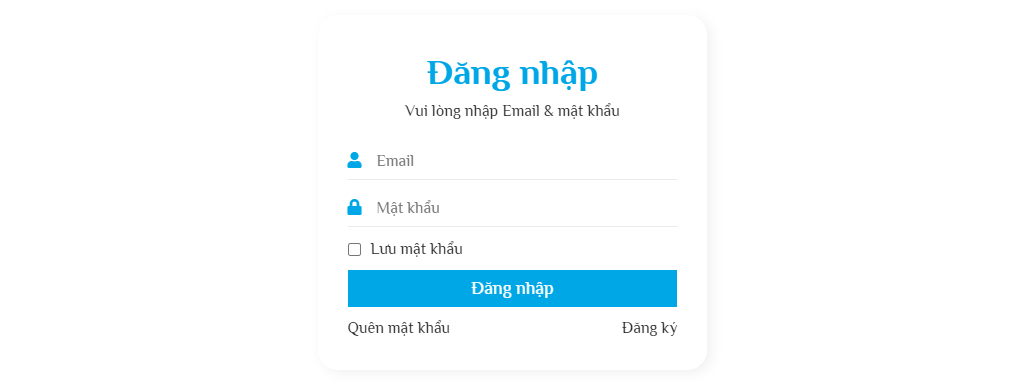 Đăng nhập
Vui lòng nhập Email & mật khẩu
Email
Mật khẩu
Lưu mật khẩu
Đăng nhập
Quên mật khẩu Đăng ký